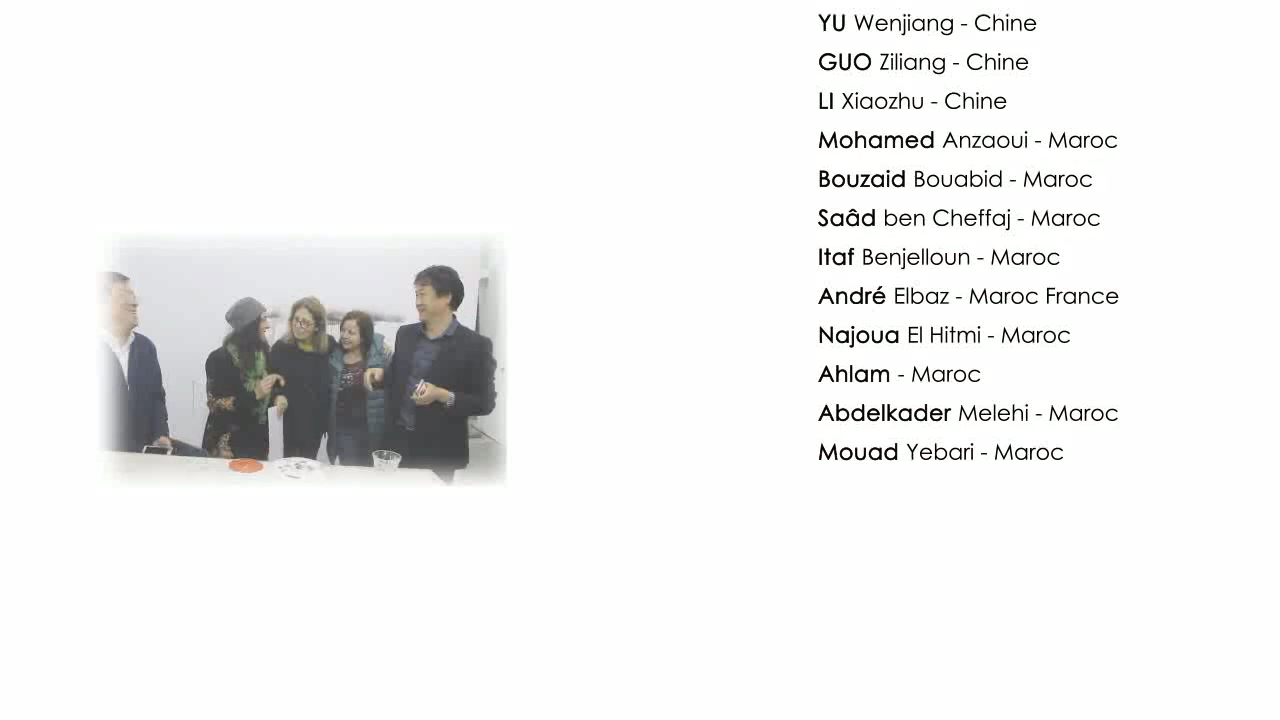 YU Wenjiang - Chine
GUO Ziliang - Chine
LI Xiaozhu - Chine
Mohamed Anzaoui - Maroc
Bouzaid Bouabid - Maroc
Saâd ben Cheffaj - Maroc
Itaf Benjelloun - Maroc
André Elbaz - Maroc France
Najoua El Hitmi - Maroc
Ahlam - Maroc
Abdelkader Melehi - Maroc
Mouad Yebari - Maroc